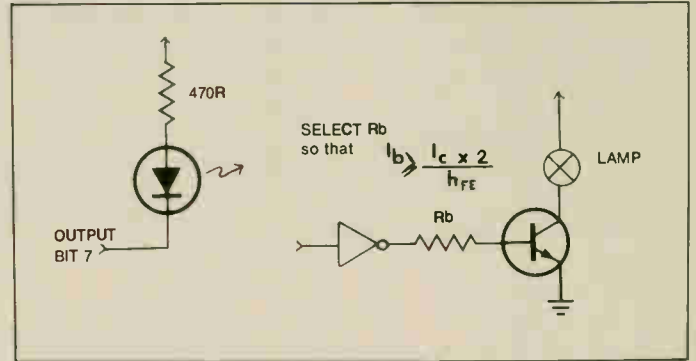 470R
OUTPUT
BIT 7
SELECT Rb
so that Ib ⩾ Ic x 2
hFE
Rb
LAMP